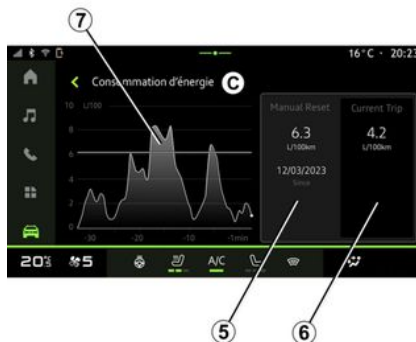 7
16°C · 20:23
Consommation d'énergie C
10 L/100
8
6
4
2
0
-30 -20 -10 -1min
Manual Reset
6.3
L/100km
12/03/2023
Since
Current Trip
4.2
L/100km
20.5 5 A/C
5 6